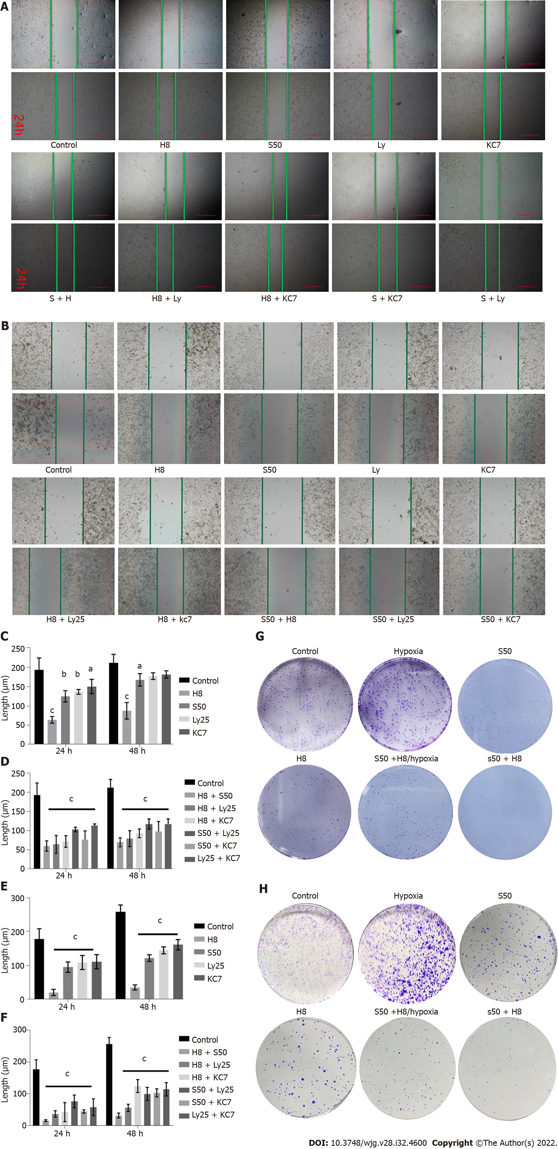 A
24h
Control H8 S50 Ly KC7
24h
S + H H8 + Ly H8 + KC7 S + KC7 S + Ly
B
Control H8 S50 Ly KC7
H8 + Ly25 H8 + kc7 S50 + H8 S50 + Ly25 S50 + KC7
C
Length (μm)
250
200
150
100
50
0
c b b a
c a
24 h 48 h
Control
H8
S50
Ly25
KC7
D
Length (μm)
250
200
150
100
50
0
c c
24 h 48 h
Control
H8 + S50
H8 + Ly25
H8 + KC7
S50 + Ly25
S50 + KC7
Ly25 + KC7
E
Length (μm)
300
200
100
0
c c
24 h 48 h
Control
H8
S50
Ly25
KC7
F
Length (μm)
300
200
100
0
c c
24 h 48 h
Control
H8 + S50
H8 + Ly25
H8 + KC7
S50 + Ly25
S50 + KC7
Ly25 + KC7
G
Control Hypoxia S50
H8 S50 +H8/hypoxia s50 + H8
H
Control Hypoxia S50
H8 S50 +H8/hypoxia s50 + H8
DOI: 10.3748/wjg.v28.i32.4600 Copyright ©The Author(s) 2022.